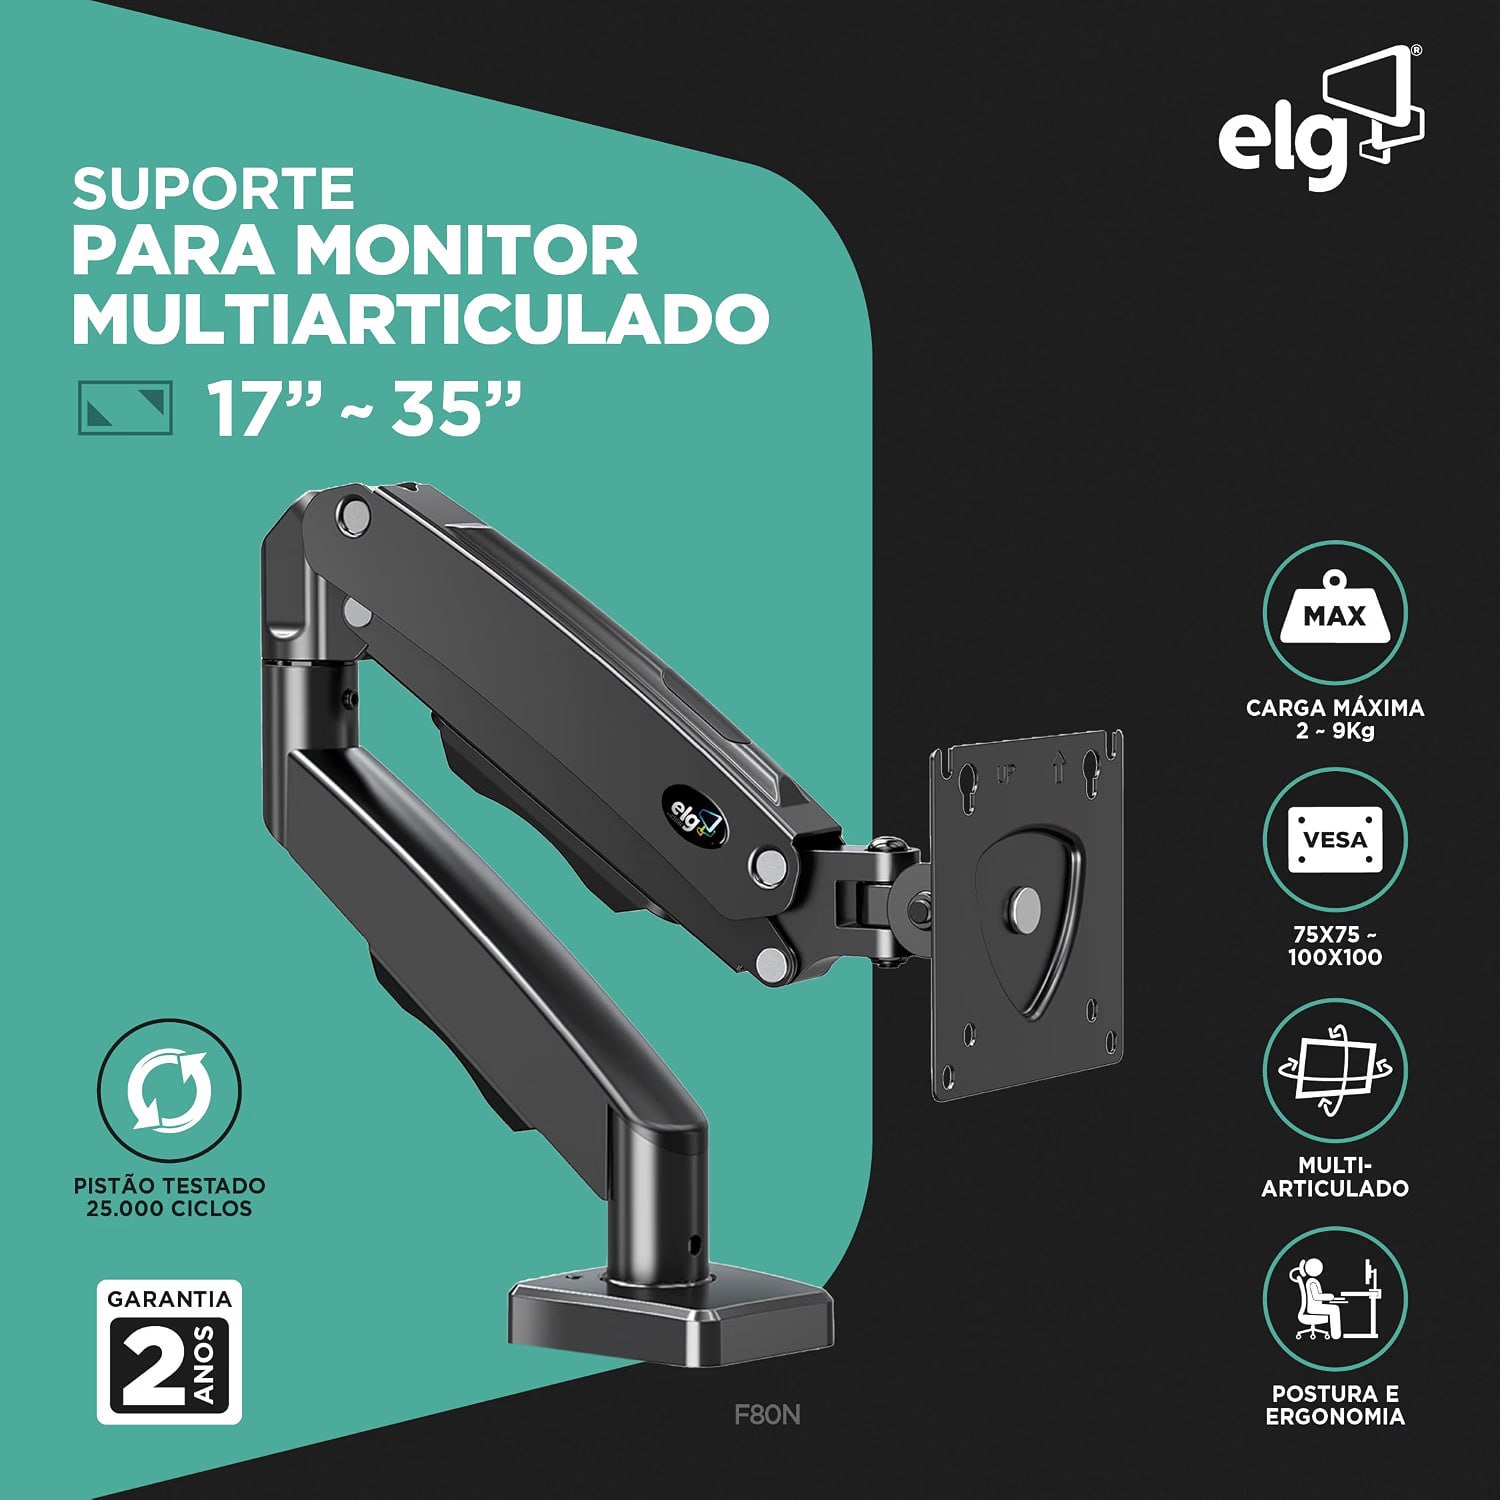 elg®
SUPORTE
PARA MONITOR
MULTIARTICULADO
17” ~ 35”
elg
UP
MAX
CARGA MÁXIMA
2 ~ 9Kg
VESA
75X75 ~
100X100
MULTI-
ARTICULADO
POSTURA E
ERGONOMIA
PISTÃO TESTADO
25.000 CICLOS
GARANTIA
2 ANOS
F80N